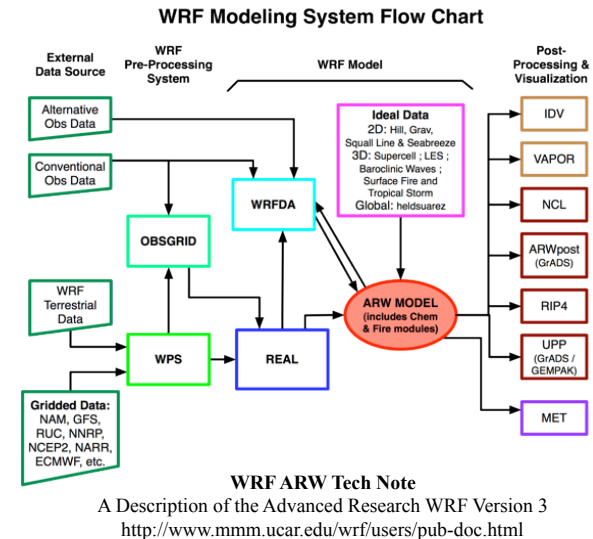 WRF Modeling System Flow Chart
External
Data Source
WRF
Pre-Processing
System
WRF Model
Post-
Processing &
Visualization
Alternative
Obs Data
Conventional
Obs Data
WRF
Terrestrial
Data
Gridded Data:
NAM, GFS,
RUC, NNRP,
NCEP2, NARR,
ECMWF, etc.
OBSGRID
WPS
WRFDA
REAL
Ideal Data
2D: Hill, Grav,
Squall Line & Seabreeze
3D: Supercell ; LES ;
Baroclinic Waves ;
Surface Fire and
Tropical Storm
Global: heldsuarez
ARW MODEL
(includes Chem
& Fire modules)
IDV
VAPOR
NCL
ARWpost
(GrADS)
RIP4
UPP
(GrADS /
GEMPAK)
MET
WRF ARW Tech Note
A Description of the Advanced Research WRF Version 3
http://www.mmm.ucar.edu/wrf/users/pub-doc.html